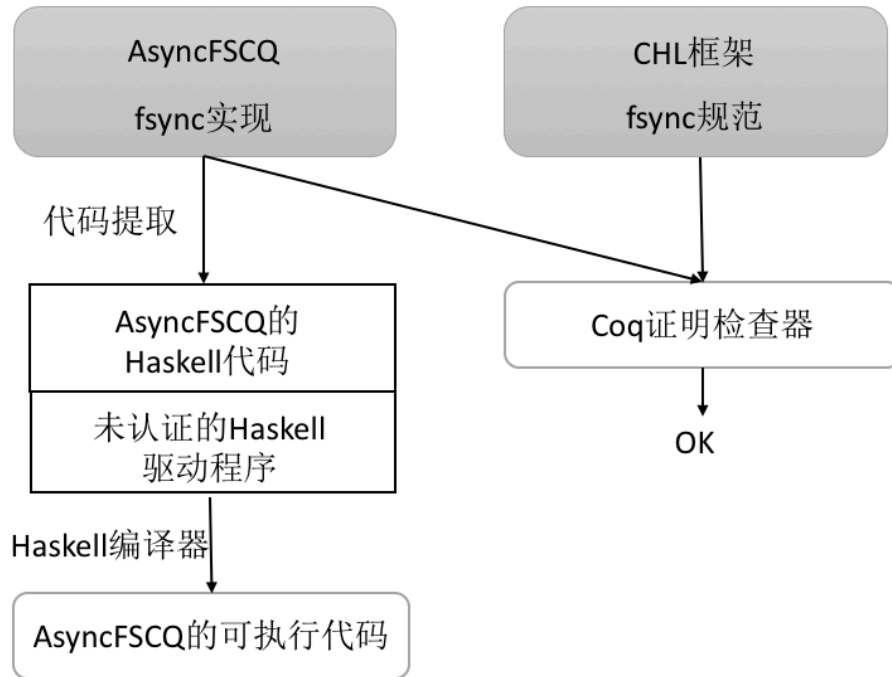 AsyncFSCQ
fsync实现
CHL框架
fsync规范
代码提取
AsyncFSCQ的
Haskell代码
Coq证明检查器
未认证的Haskell
驱动程序
OK
Haskell编译器
AsyncFSCQ的可执行代码